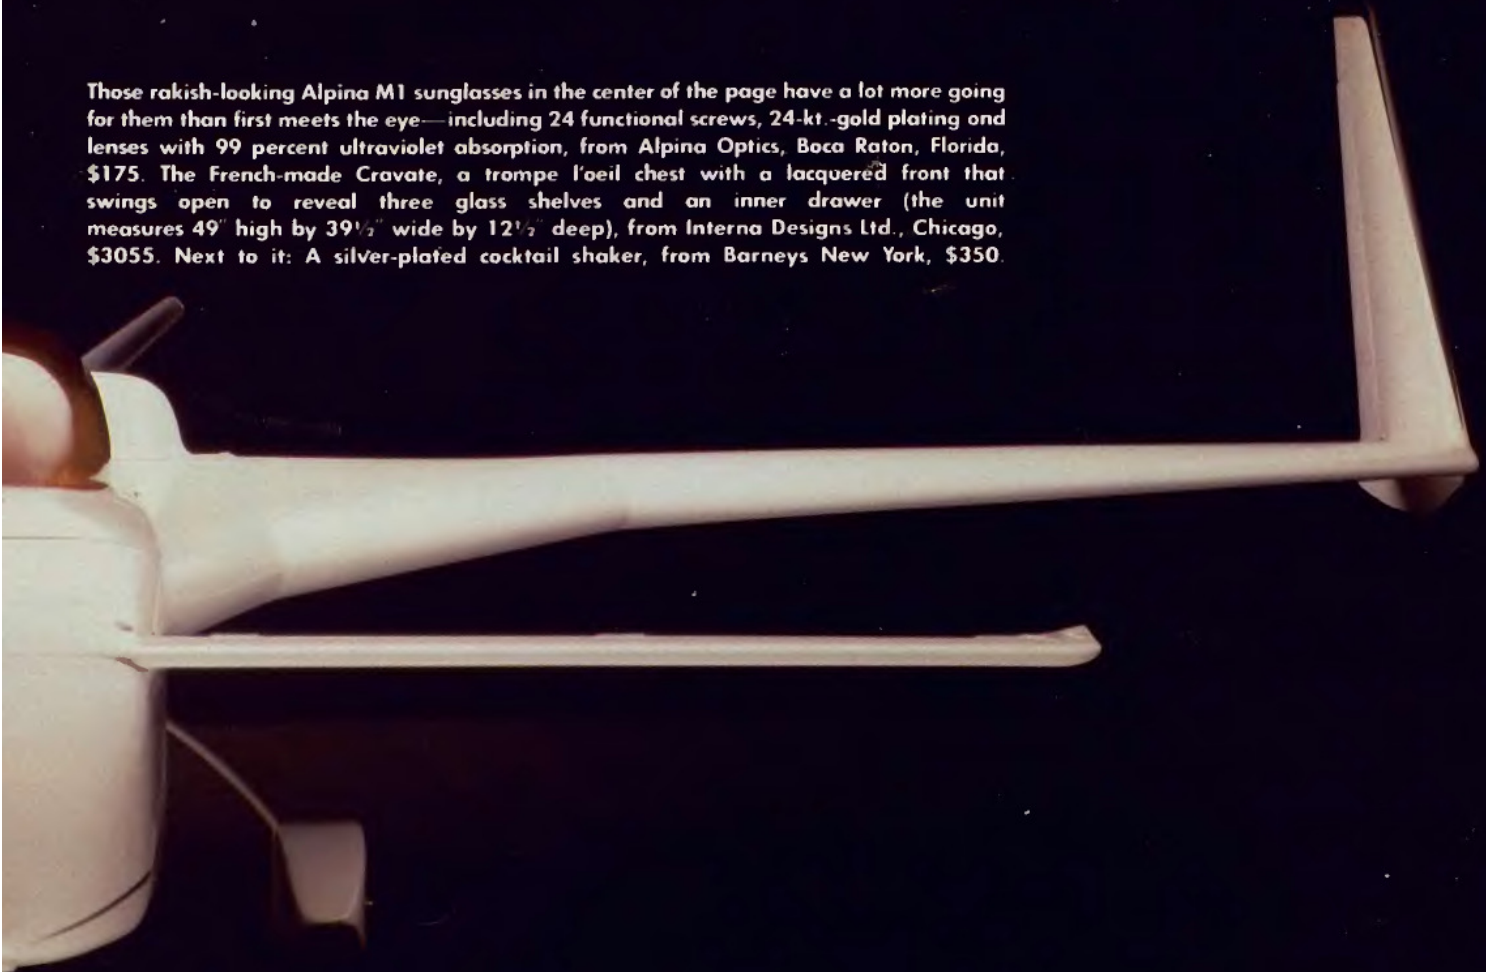 Those rakish-looking Alpina M1 sunglasses in the center of the page have a lot more going
for them than first meets the eye—including 24 functional screws, 24-kt.-gold plating ond
lenses with 99 percent ultraviolet absorption, from Alpina Optics, Boca Raton, Florida,
$175. The French-made Cravate, a trompe l'oeil chest with a lacquered front that
swings open to reveal three glass shelves and an inner drawer (the unit
measures 49" high by 39½" wide by 12½" deep), from Interna Designs Ltd., Chicago,
$3055. Next to it: A silver-plated cocktail shaker, from Barneys New York, $350.